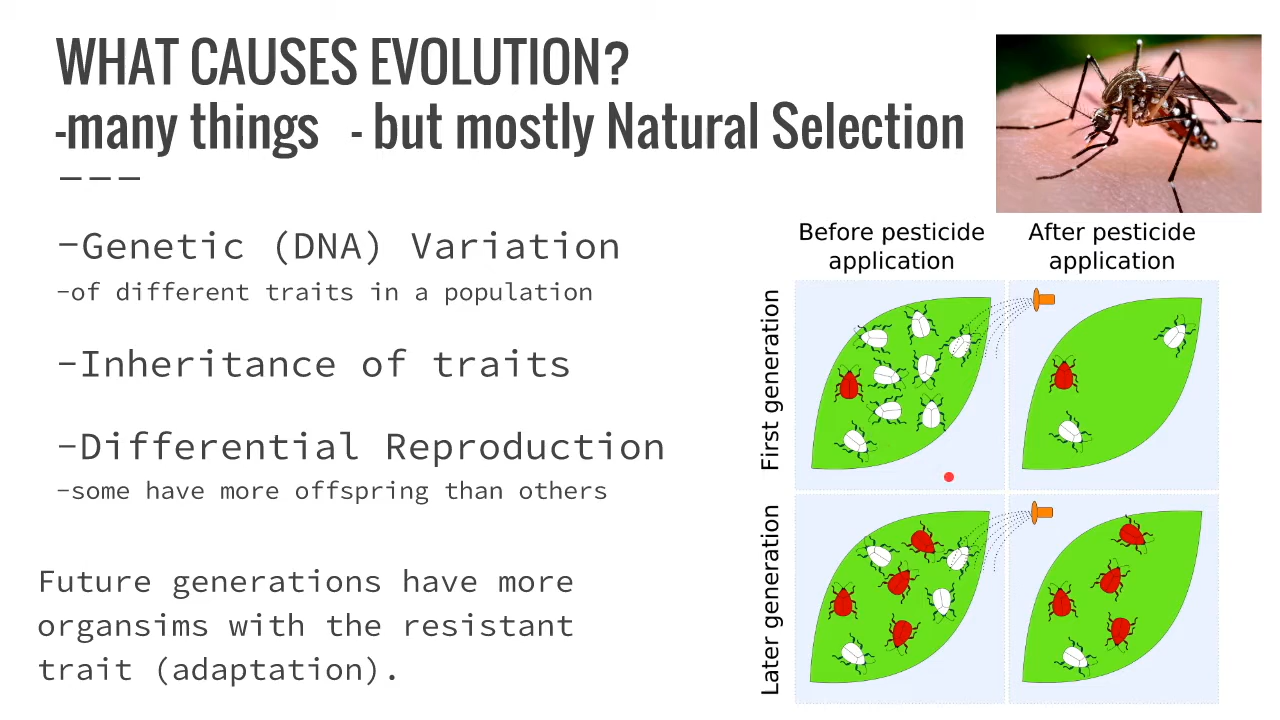 WHAT CAUSES EVOLUTION?
-many things - but mostly Natural Selection
–Genetic (DNA) Variation
–of different traits in a population
–Inheritance of traits
–Differential Reproduction
–some have more offspring than others
Future generations have more
organsims with the resistant
trait (adaptation).
Before pesticide
application
After pesticide
application
First generation
Later generation